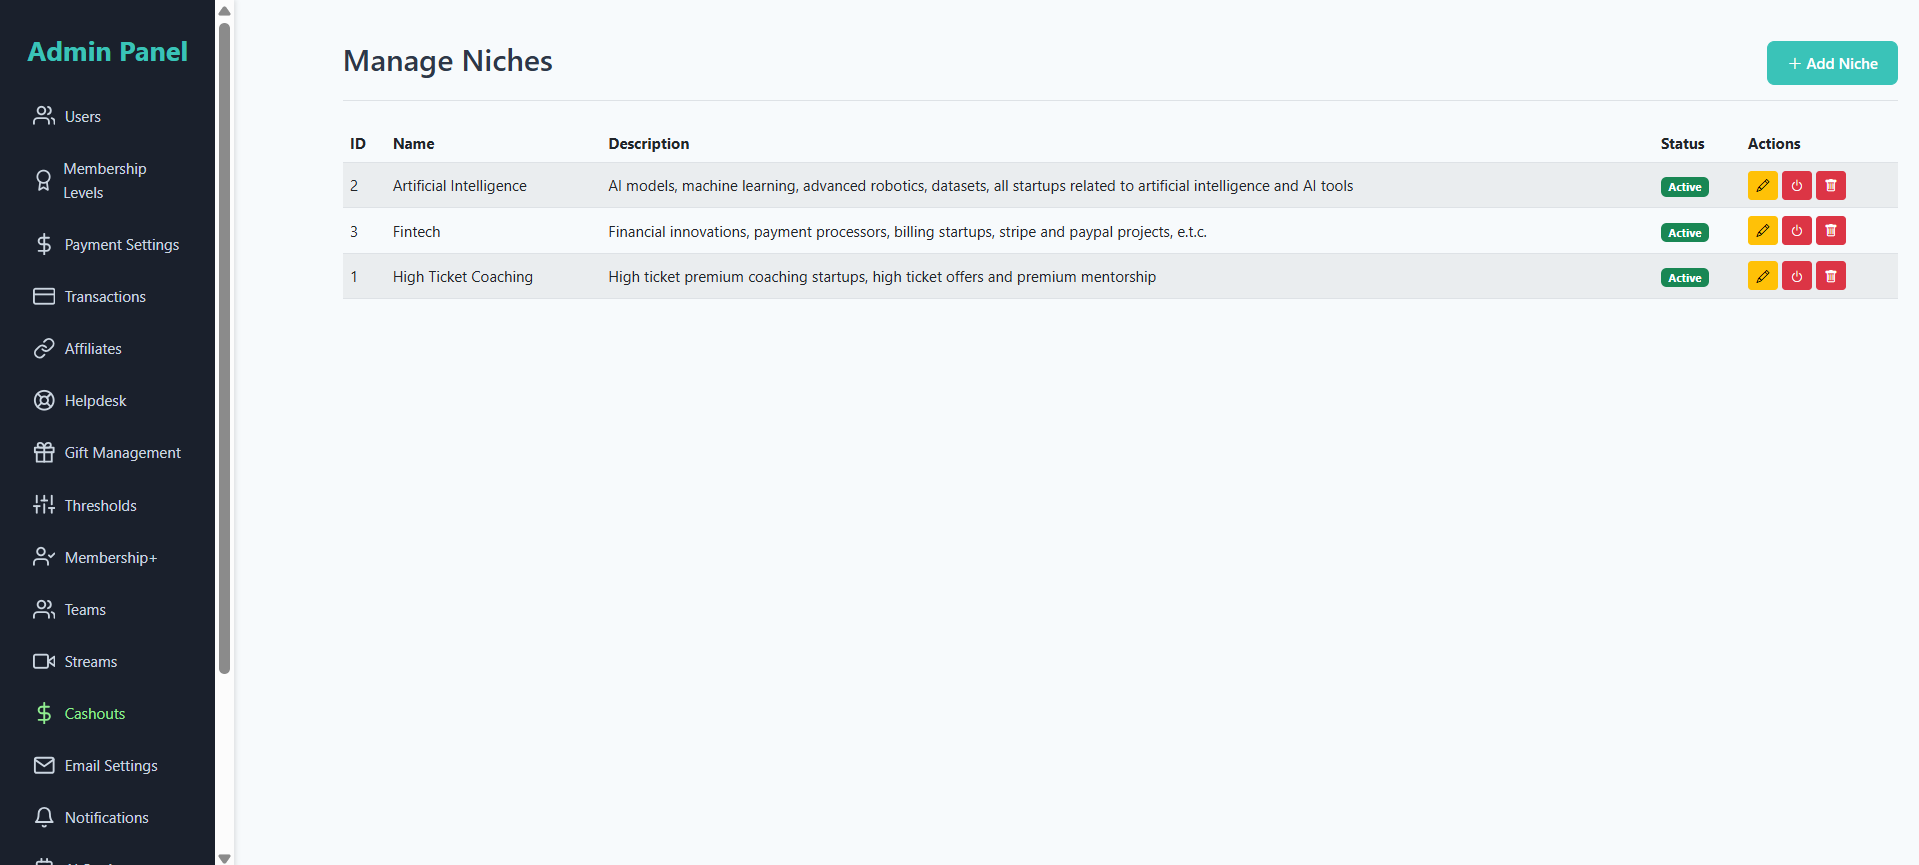 Admin Panel
Users
Membership
Levels
Payment Settings
Transactions
Affiliates
Helpdesk
Gift Management
Thresholds
Membership+
Teams
Streams
Cashouts
Email Settings
Notifications
Manage Niches
Add Niche
ID Name Description Status Actions
2 Artificial Intelligence AI models, machine learning, advanced robotics, datasets, all startups related to artificial intelligence and AI tools Active
3 Fintech Financial innovations, payment processors, billing startups, stripe and paypal projects, e.t.c. Active
1 High Ticket Coaching High ticket premium coaching startups, high ticket offers and premium mentorship Active